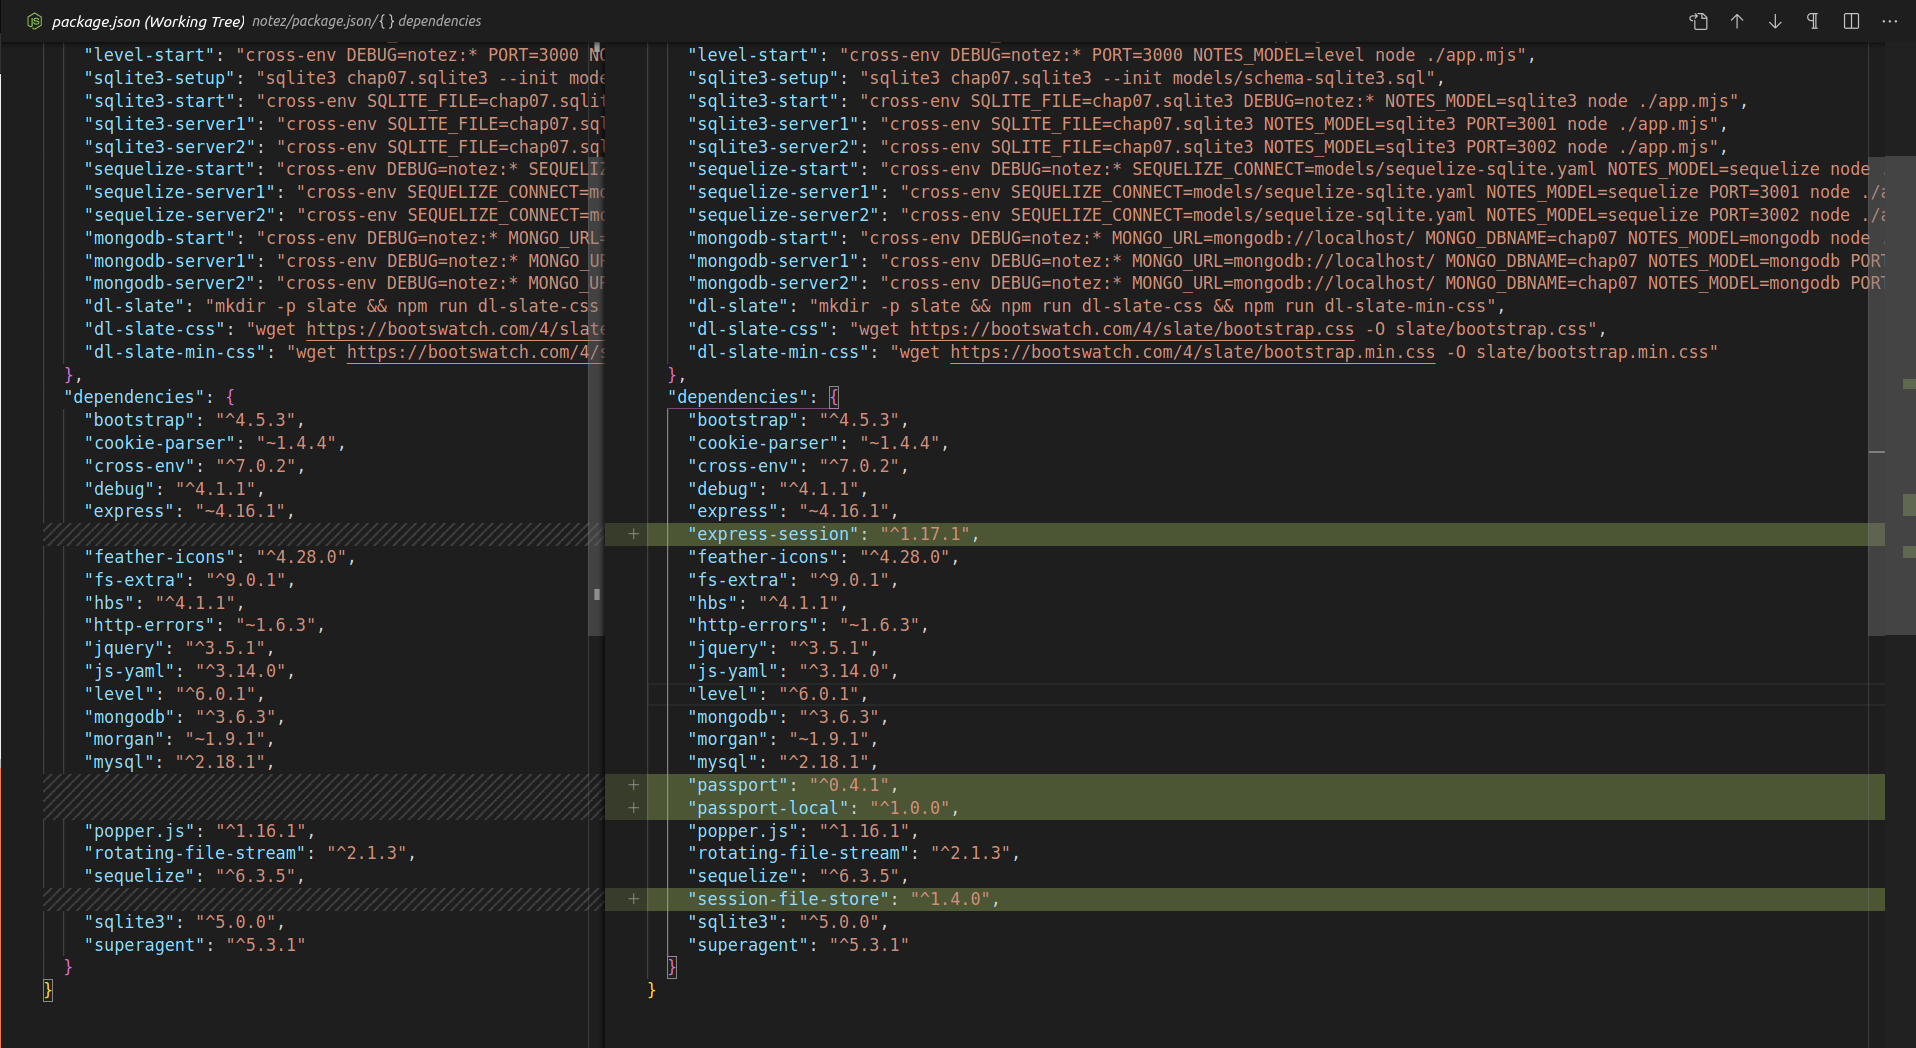 package.json (Working Tree) notez/package.json/{ } dependencies
"level-start": "cross-env DEBUG=notez:* PORT=3000 NO
"sqlite3-setup": "sqlite3 chap07.sqlite3 --init mode
"sqlite3-start": "cross-env SQLITE_FILE=chap07.sqlit
"sqlite3-server1": "cross-env SQLITE_FILE=chap07.sql
"sqlite3-server2": "cross-env SQLITE_FILE=chap07.sql
"sequelize-start": "cross-env DEBUG=notez:* SEQUELIZ
"sequelize-server1": "cross-env SEQUELIZE_CONNECT=mo
"sequelize-server2": "cross-env SEQUELIZE_CONNECT=mo
"mongodb-start": "cross-env DEBUG=notez:* MONGO_URL=
"mongodb-server1": "cross-env DEBUG=notez:* MONGO_UR
"mongodb-server2": "cross-env DEBUG=notez:* MONGO_UR
"dl-slate": "mkdir -p slate && npm run dl-slate-css
"dl-slate-css": "wget https://bootswatch.com/4/slate
"dl-slate-min-css": "wget https://bootswatch.com/4/s
},
"dependencies": {
"bootstrap": "^4.5.3",
"cookie-parser": "~1.4.4",
"cross-env": "^7.0.2",
"debug": "^4.1.1",
"express": "~4.16.1",
"feather-icons": "^4.28.0",
"fs-extra": "^9.0.1",
"hbs": "^4.1.1",
"http-errors": "~1.6.3",
"jquery": "^3.5.1",
"js-yaml": "^3.14.0",
"level": "^6.0.1",
"mongodb": "^3.6.3",
"morgan": "~1.9.1",
"mysql": "^2.18.1",
"popper.js": "^1.16.1",
"rotating-file-stream": "^2.1.3",
"sequelize": "^6.3.5",
"sqlite3": "^5.0.0",
"superagent": "^5.3.1"
}
}
"level-start": "cross-env DEBUG=notez:* PORT=3000 NOTES_MODEL=level node ./app.mjs",
"sqlite3-setup": "sqlite3 chap07.sqlite3 --init models/schema-sqlite3.sql",
"sqlite3-start": "cross-env SQLITE_FILE=chap07.sqlite3 DEBUG=notez:* NOTES_MODEL=sqlite3 node ./app.mjs",
"sqlite3-server1": "cross-env SQLITE_FILE=chap07.sqlite3 NOTES_MODEL=sqlite3 PORT=3001 node ./app.mjs",
"sqlite3-server2": "cross-env SQLITE_FILE=chap07.sqlite3 NOTES_MODEL=sqlite3 PORT=3002 node ./app.mjs",
"sequelize-start": "cross-env DEBUG=notez:* SEQUELIZE_CONNECT=models/sequelize-sqlite.yaml NOTES_MODEL=sequelize node .
"sequelize-server1": "cross-env SEQUELIZE_CONNECT=models/sequelize-sqlite.yaml NOTES_MODEL=sequelize PORT=3001 node ./a
"sequelize-server2": "cross-env SEQUELIZE_CONNECT=models/sequelize-sqlite.yaml NOTES_MODEL=sequelize PORT=3002 node ./a
"mongodb-start": "cross-env DEBUG=notez:* MONGO_URL=mongodb://localhost/ MONGO_DBNAME=chap07 NOTES_MODEL=mongodb node .
"mongodb-server1": "cross-env DEBUG=notez:* MONGO_URL=mongodb://localhost/ MONGO_DBNAME=chap07 NOTES_MODEL=mongodb PORT
"mongodb-server2": "cross-env DEBUG=notez:* MONGO_URL=mongodb://localhost/ MONGO_DBNAME=chap07 NOTES_MODEL=mongodb PORT
"dl-slate": "mkdir -p slate && npm run dl-slate-css && npm run dl-slate-min-css",
"dl-slate-css": "wget https://bootswatch.com/4/slate/bootstrap.css -O slate/bootstrap.css",
"dl-slate-min-css": "wget https://bootswatch.com/4/slate/bootstrap.min.css -O slate/bootstrap.min.css"
},
"dependencies": {
"bootstrap": "^4.5.3",
"cookie-parser": "~1.4.4",
"cross-env": "^7.0.2",
"debug": "^4.1.1",
"express": "~4.16.1",
+ "express-session": "^1.17.1",
"feather-icons": "^4.28.0",
"fs-extra": "^9.0.1",
"hbs": "^4.1.1",
"http-errors": "~1.6.3",
"jquery": "^3.5.1",
"js-yaml": "^3.14.0",
"level": "^6.0.1",
"mongodb": "^3.6.3",
"morgan": "~1.9.1",
"mysql": "^2.18.1",
+ "passport": "^0.4.1",
+ "passport-local": "^1.0.0",
"popper.js": "^1.16.1",
"rotating-file-stream": "^2.1.3",
"sequelize": "^6.3.5",
+ "session-file-store": "^1.4.0",
"sqlite3": "^5.0.0",
"superagent": "^5.3.1"
}
}